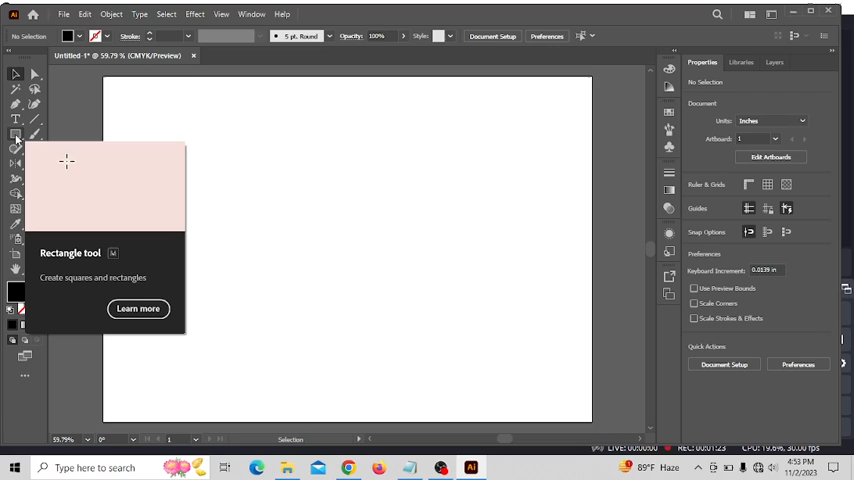 Ai File Edit Object Type Select Effect View Window Help
No Selection Stroke: 5 pt. Round Opacity: 100% Style: Document Setup Preferences
Untitled-1* @ 59.79 % (CMYK/Preview) ×
Properties Libraries Layers
No Selection
Document
Units: Inches
Artboard: 1
Edit Artboards
Ruler & Grids
Guides
Snap Options
Preferences
Keyboard Increment: 0.0139 in
Use Preview Bounds
Scale Corners
Scale Strokes & Effects
Quick Actions
Document Setup Preferences
Rectangle tool M
Create squares and rectangles
Learn more
59.79% 0° 1 Selection
LIVE: 00:00:00 REC: 00:01:23 CPU: 19.6%, 30.00 fps
Type here to search Ai 89°F Haze 4:53 PM
11/2/2023